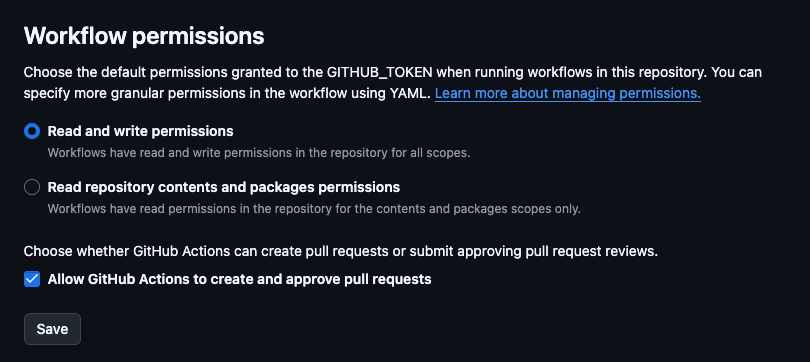 Workflow permissions
Choose the default permissions granted to the GITHUB_TOKEN when running workflows in this repository. You can
specify more granular permissions in the workflow using YAML. Learn more about managing permissions.
Read and write permissions
Workflows have read and write permissions in the repository for all scopes.
Read repository contents and packages permissions
Workflows have read permissions in the repository for the contents and packages scopes only.
Choose whether GitHub Actions can create pull requests or submit approving pull request reviews.
Allow GitHub Actions to create and approve pull requests
Save